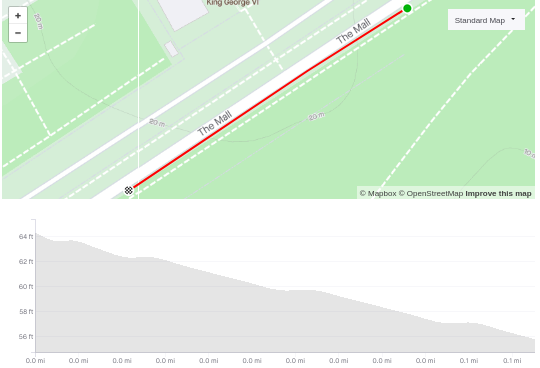 King George VI
+
−
Standard Map
The Mall
The Mall
20 m
20 m
20 m
© Mapbox © OpenStreetMap Improve this map
64 ft
62 ft
60 ft
58 ft
56 ft
0.0 mi 0.0 mi 0.0 mi 0.0 mi 0.0 mi 0.0 mi 0.0 mi 0.0 mi 0.0 mi 0.0 mi 0.1 mi 0.1 mi